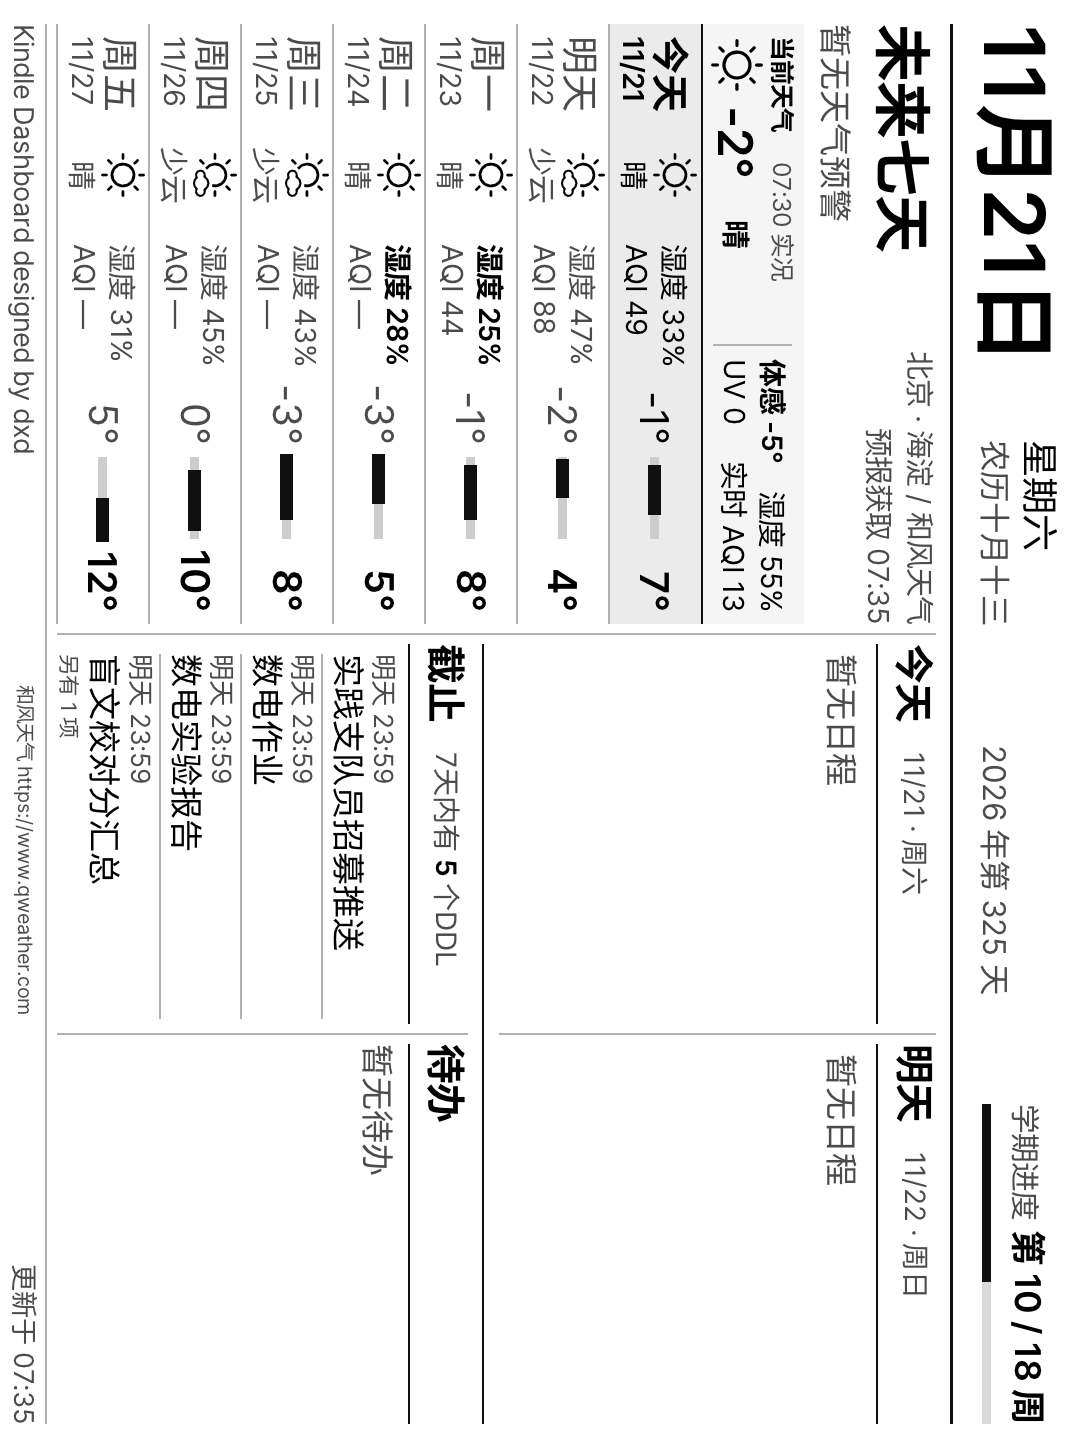 11月21日
星期六
农历十月十三
2026 年第 325 天
学期进度 第 10 / 18 周
未来七天
北京 · 海淀 / 和风天气
预报获取 07:35
暂无天气预警
当前天气 07:30 实况
-2° 晴
体感 -5° 湿度 55%
UV 0 实时 AQI 13
今天
11/21
晴
湿度 33%
AQI 49
-1° 7°
明天
11/22
少云
湿度 47%
AQI 88
-2° 4°
周一
11/23
晴
湿度 25%
AQI 44
-1° 8°
周二
11/24
晴
湿度 28%
AQI —
-3° 5°
周三
11/25
少云
湿度 43%
AQI —
-3° 8°
周四
11/26
少云
湿度 45%
AQI —
0° 10°
周五
11/27
晴
湿度 31%
AQI —
5° 12°
今天 11/21 · 周六
暂无日程
明天 11/22 · 周日
暂无日程
截止 7天内有 5 个DDL
明天 23:59
实践支队员招募推送
明天 23:59
数电作业
明天 23:59
数电实验报告
明天 23:59
盲文校对分汇总
另有 1 项
待办
暂无待办
Kindle Dashboard designed by dxd
和风天气 https://www.qweather.com
更新于 07:35